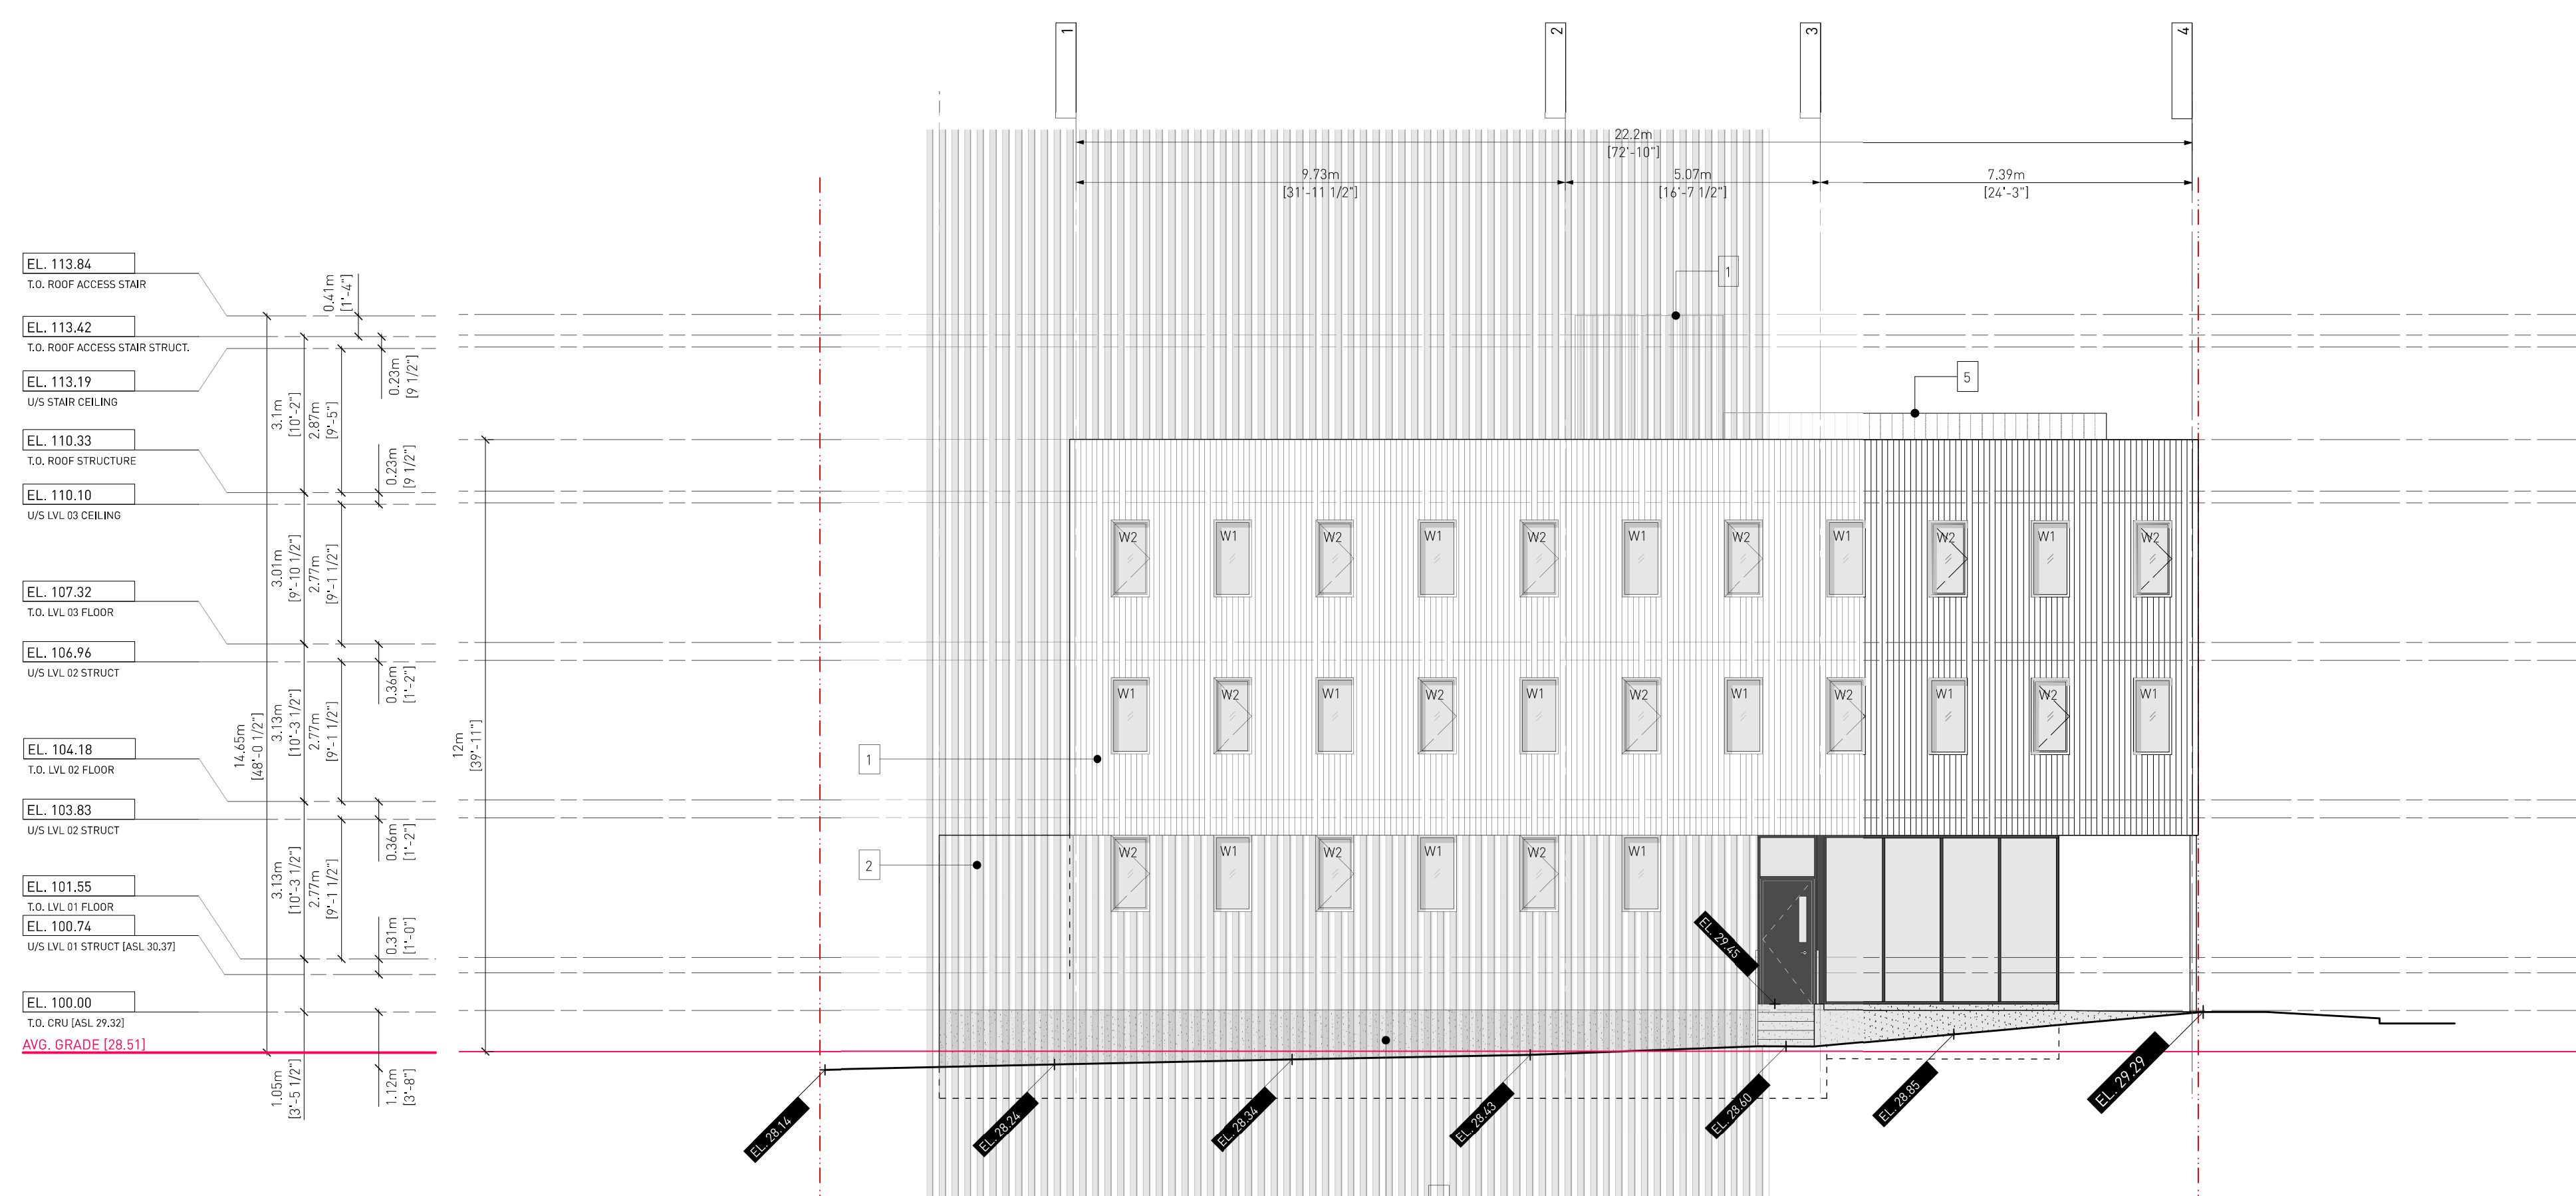 1
2
3
4
22.2m
[72'-10"]
9.73m
[31'-11 1/2"]
5.07m
[16'-7 1/2"]
7.39m
[24'-3"]
EL. 113.84
T.O. ROOF ACCESS STAIR
EL. 113.42
T.O. ROOF ACCESS STAIR STRUCT.
EL. 113.19
U/S STAIR CEILING
EL. 110.33
T.O. ROOF STRUCTURE
EL. 110.10
U/S LVL 03 CEILING
EL. 107.32
T.O. LVL 03 FLOOR
EL. 106.96
U/S LVL 02 STRUCT
EL. 104.18
T.O. LVL 02 FLOOR
EL. 103.83
U/S LVL 02 STRUCT
EL. 101.55
T.O. LVL 01 FLOOR
EL. 100.74
U/S LVL 01 STRUCT [ASL 30.37]
EL. 100.00
T.O. CRU [ASL 29.32]
AVG. GRADE [28.51]
0.41m
[1'-4"]
0.23m
[9 1/2"]
3.1m
[10'-2"]
2.87m
[9'-5"]
0.23m
[9 1/2"]
3.01m
[9'-10 1/2"]
2.77m
[9'-1 1/2"]
0.36m
[1'-2"]
14.65m
[48'-0 1/2"]
3.13m
[10'-3 1/2"]
2.77m
[9'-1 1/2"]
0.36m
[1'-2"]
3.13m
[10'-3 1/2"]
2.77m
[9'-1 1/2"]
0.31m
[1'-0"]
1.05m
[3'-5 1/2"]
1.12m
[3'-8"]
12m
[39'-11"]
1
5
1
2
W2 W1 W2 W1 W2 W1 W2 W1 W2 W1 W2
W1 W2 W1 W2 W1 W2 W1 W2 W1 W2 W1
W2 W1 W2 W1 W2 W1
EL. 29.45
EL. 28.14
EL. 28.24
EL. 28.34
EL. 28.43
EL. 28.60
EL. 28.85
EL. 29.29